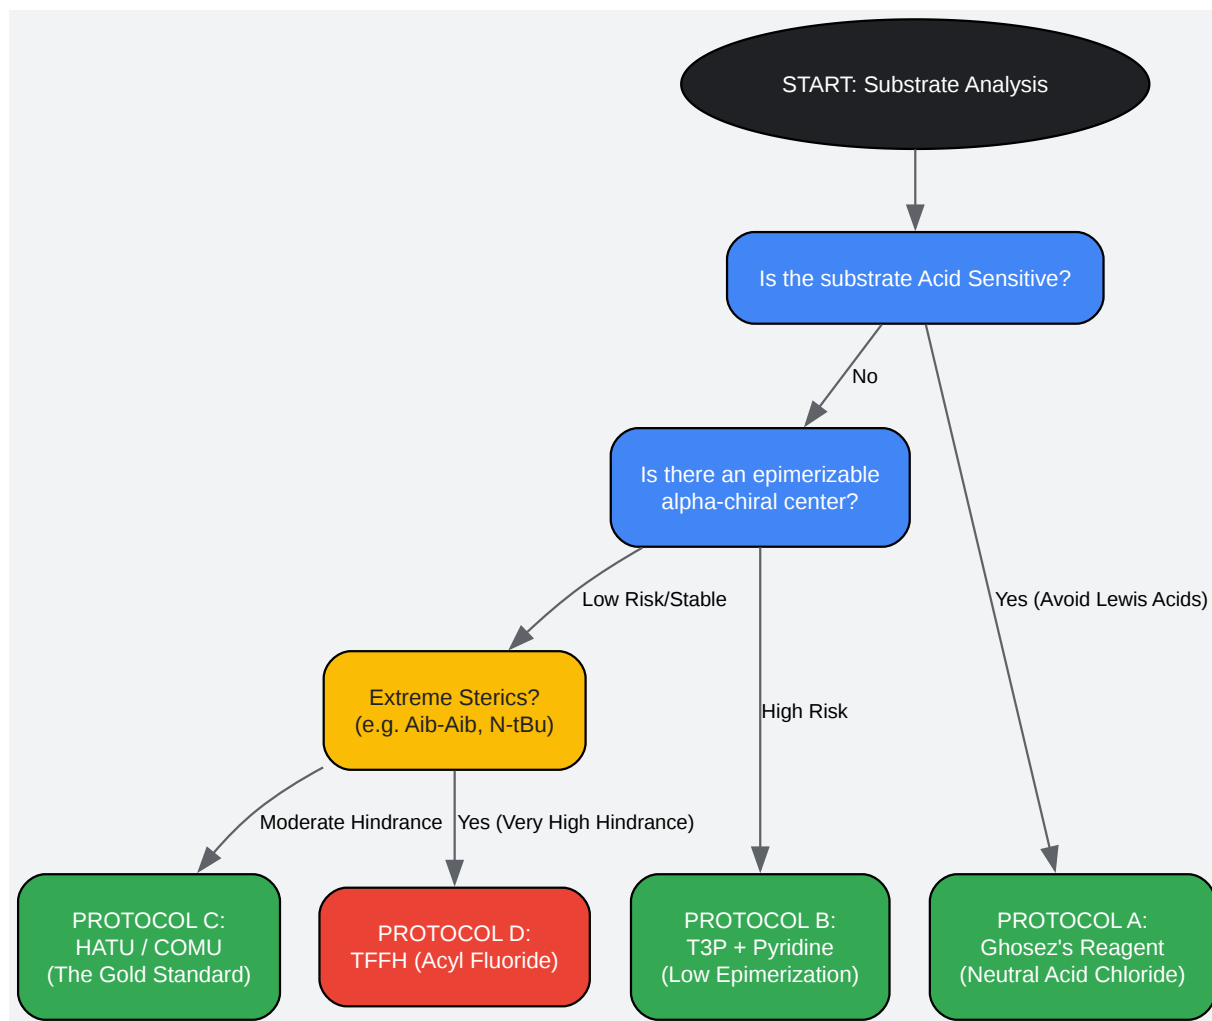 START: Substrate Analysis
Is the substrate Acid Sensitive?
No
Is there an epimerizable
alpha-chiral center?
Low Risk/Stable
Yes (Avoid Lewis Acids)
Extreme Sterics?
(e.g. Aib-Aib, N-tBu)
High Risk
Moderate Hindrance
Yes (Very High Hindrance)
PROTOCOL C:
HATU / COMU
(The Gold Standard)
PROTOCOL D:
TFFH (Acyl Fluoride)
PROTOCOL B:
T3P + Pyridine
(Low Epimerization)
PROTOCOL A:
Ghosez's Reagent
(Neutral Acid Chloride)